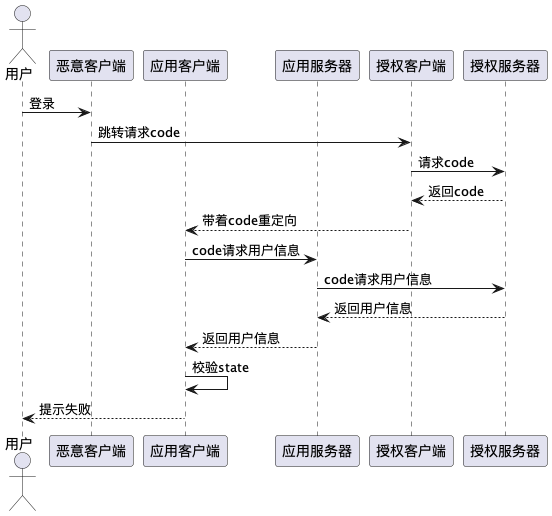 用户
恶意客户端
应用客户端
应用服务器
授权客户端
授权服务器
登录
跳转请求code
请求code
返回code
带着code重定向
code请求用户信息
code请求用户信息
返回用户信息
返回用户信息
校验state
提示失败
用户
恶意客户端
应用客户端
应用服务器
授权客户端
授权服务器